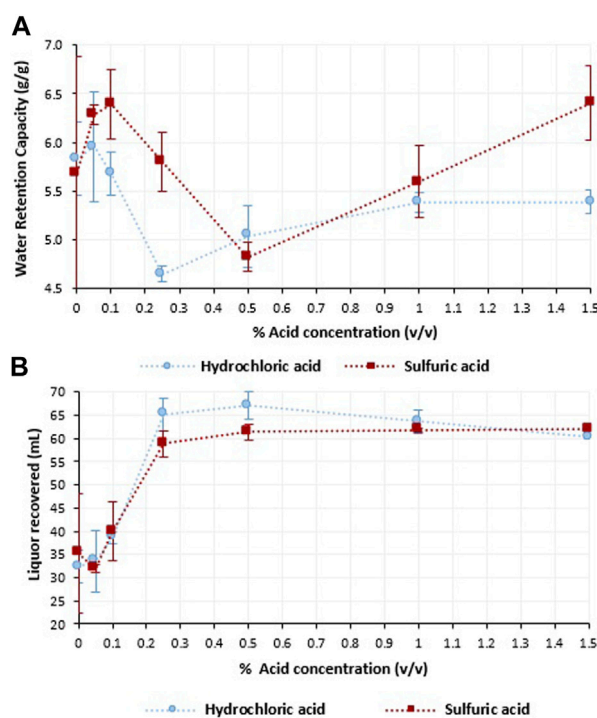 A
Water Retention Capacity (g/g)
7.0
6.5
6.0
5.5
5.0
4.5
0 0.1 0.2 0.3 0.4 0.5 0.6 0.7 0.8 0.9 1.0 1.1 1.2 1.3 1.4 1.5
% Acid concentration (v/v)
Hydrochloric acid Sulfuric acid
B
Liquor recovered (mL)
70
65
60
55
50
45
40
35
30
25
20
0 0.1 0.2 0.3 0.4 0.5 0.6 0.7 0.8 0.9 1.0 1.1 1.2 1.3 1.4 1.5
% Acid concentration (v/v)
Hydrochloric acid Sulfuric acid